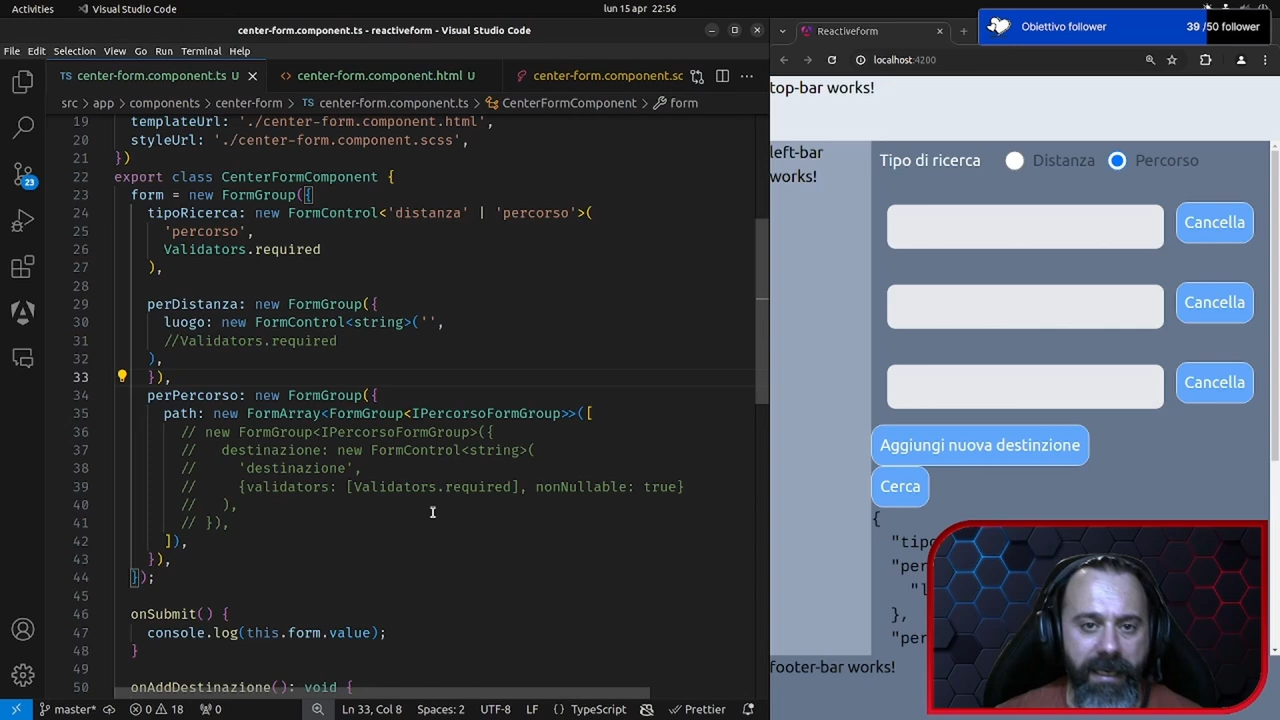 Activities
Visual Studio Code
lun 15 apr 22:56
center-form.component.ts - reactiveform - Visual Studio Code
File Edit Selection View Go Run Terminal Help
TS center-form.component.ts U
<> center-form.component.html U
center-form.component.sc
src > app > components > center-form > TS center-form.component.ts > CenterFormComponent > form
19 templateUrl: './center-form.component.html',
20 styleUrl: './center-form.component.scss',
21 })
22 export class CenterFormComponent {
23 form = new FormGroup({
24 tipoRicerca: new FormControl<'distanza' | 'percorso'>(
25 'percorso',
26 Validators.required
27 ),
28
29 perDistanza: new FormGroup({
30 luogo: new FormControl<string>('',
31 //Validators.required
32 ),
33 }),
34 perPercorso: new FormGroup({
35 path: new FormArray<FormGroup<IPercorsoFormGroup>>([
36 // new FormGroup<IPercorsoFormGroup>({
37 //   destinazione: new FormControl<string>(
38 //     'destinazione',
39 //     {validators: [Validators.required], nonNullable: true}
40 //   ),
41 // }),
42 ]),
43 }),
44 });
45
46 onSubmit() {
47 console.log(this.form.value);
48 }
49
50 onAddDestinazione(): void {
23
master*
0 18
0
Ln 33, Col 8
Spaces: 2
UTF-8
LF
{} TypeScript
Prettier
Reactiveform
Obiettivo follower
39 /50 follower
localhost:4200
top-bar works!
left-bar
works!
Tipo di ricerca
Distanza
Percorso
Cancella
Cancella
Cancella
Aggiungi nuova destinzione
Cerca
{
"tipo
"per
"l
},
"per
footer-bar works!